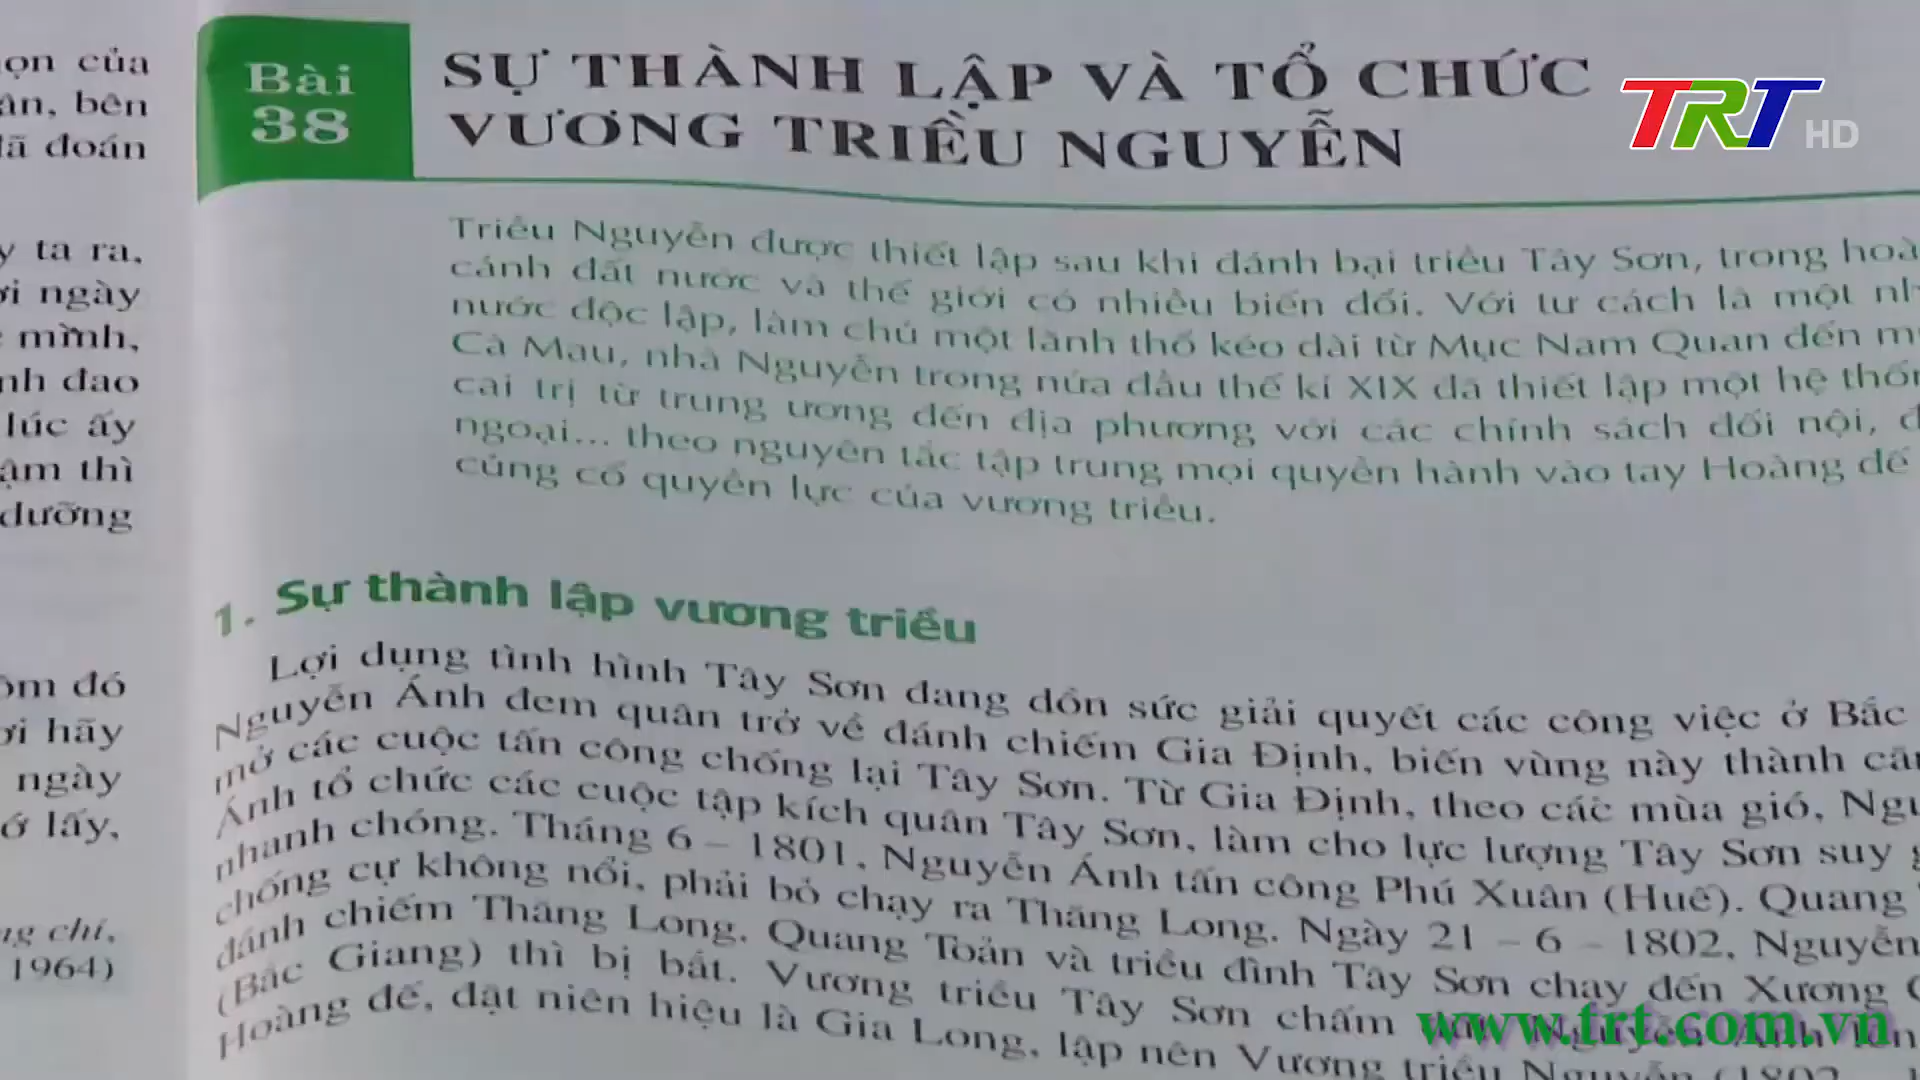 ọn của
ân, bên
đã đoán
y ta ra,
ơi ngày
mình,
nh đao
lúc ấy
ậm thì
dưỡng
ôm đó
ơi hãy
ngày
ớ lấy,
ng chí,
1964)
Bài
38
SỰ THÀNH LẬP VÀ TỔ CHỨC
VƯƠNG TRIỀU NGUYỄN
TRT HD
Triều Nguyễn được thiết lập sau khi đánh bại triều Tây Sơn, trong hoà
cảnh đất nước và thế giới có nhiều biến đổi. Với tư cách là một nh
nước độc lập, làm chủ một lãnh thổ kéo dài từ Mục Nam Quan đến m
Cà Mau, nhà Nguyễn trong nửa đầu thế kỉ XIX đã thiết lập một hệ thố
cai trị từ trung ương đến địa phương với các chính sách đối nội, đ
ngoại... theo nguyên tắc tập trung mọi quyền hành vào tay Hoàng đế
củng cố quyền lực của vương triều.
1. Sự thành lập vương triều
Lợi dụng tình hình Tây Sơn đang dồn sức giải quyết các công việc ở Bắc
Nguyễn Ánh đem quân trở về đánh chiếm Gia Định, biến vùng này thành căn
mở các cuộc tấn công chống lại Tây Sơn. Từ Gia Định, theo các mùa gió, Ngu
Ánh tổ chức các cuộc tập kích quân Tây Sơn, làm cho lực lượng Tây Sơn suy g
nhanh chóng. Tháng 6 – 1801, Nguyễn Ánh tấn công Phú Xuân (Huế). Quang
chống cự không nổi, phải bỏ chạy ra Thăng Long. Ngày 21 – 6 – 1802, Nguyễn
đánh chiếm Thăng Long. Quang Toản và triều đình Tây Sơn chạy đến Xương
(Bắc Giang) thì bị bắt. Vương triều Tây Sơn chấm Nguyễn Ánh lên
Hoàng đế, đặt niên hiệu là Gia Long, lập nên Vương triều Nguyễn (1802
www.trt.com.vn